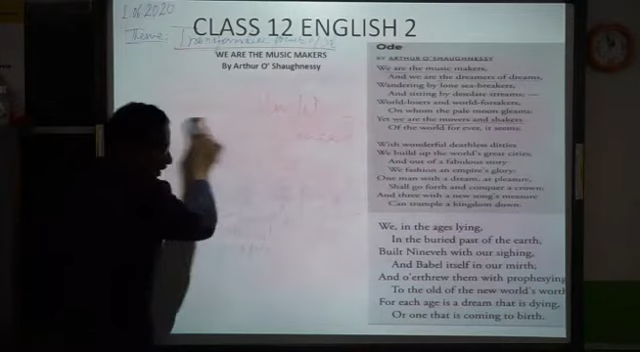 1.08.2020
CLASS 12 ENGLISH 2
Theme:
WE ARE THE MUSIC MAKERS
By Arthur O' Shaughnessy
Ode
BY ARTHUR O'SHAUGHNESSY
We are the music makers,
And we are the dreamers of dreams,
Wandering by lone sea-breakers,
And sitting by desolate streams; —
World-losers and world-forsakers,
On whom the pale moon gleams:
Yet we are the movers and shakers
Of the world for ever, it seems.
With wonderful deathless ditties
We build up the world's great cities,
And out of a fabulous story
We fashion an empire's glory:
One man with a dream, at pleasure,
Shall go forth and conquer a crown;
And three with a new song's measure
Can trample a kingdom down.
We, in the ages lying,
In the buried past of the earth,
Built Nineveh with our sighing,
And Babel itself in our mirth;
And o'erthrew them with prophesying
To the old of the new world's worth
For each age is a dream that is dying,
Or one that is coming to birth.